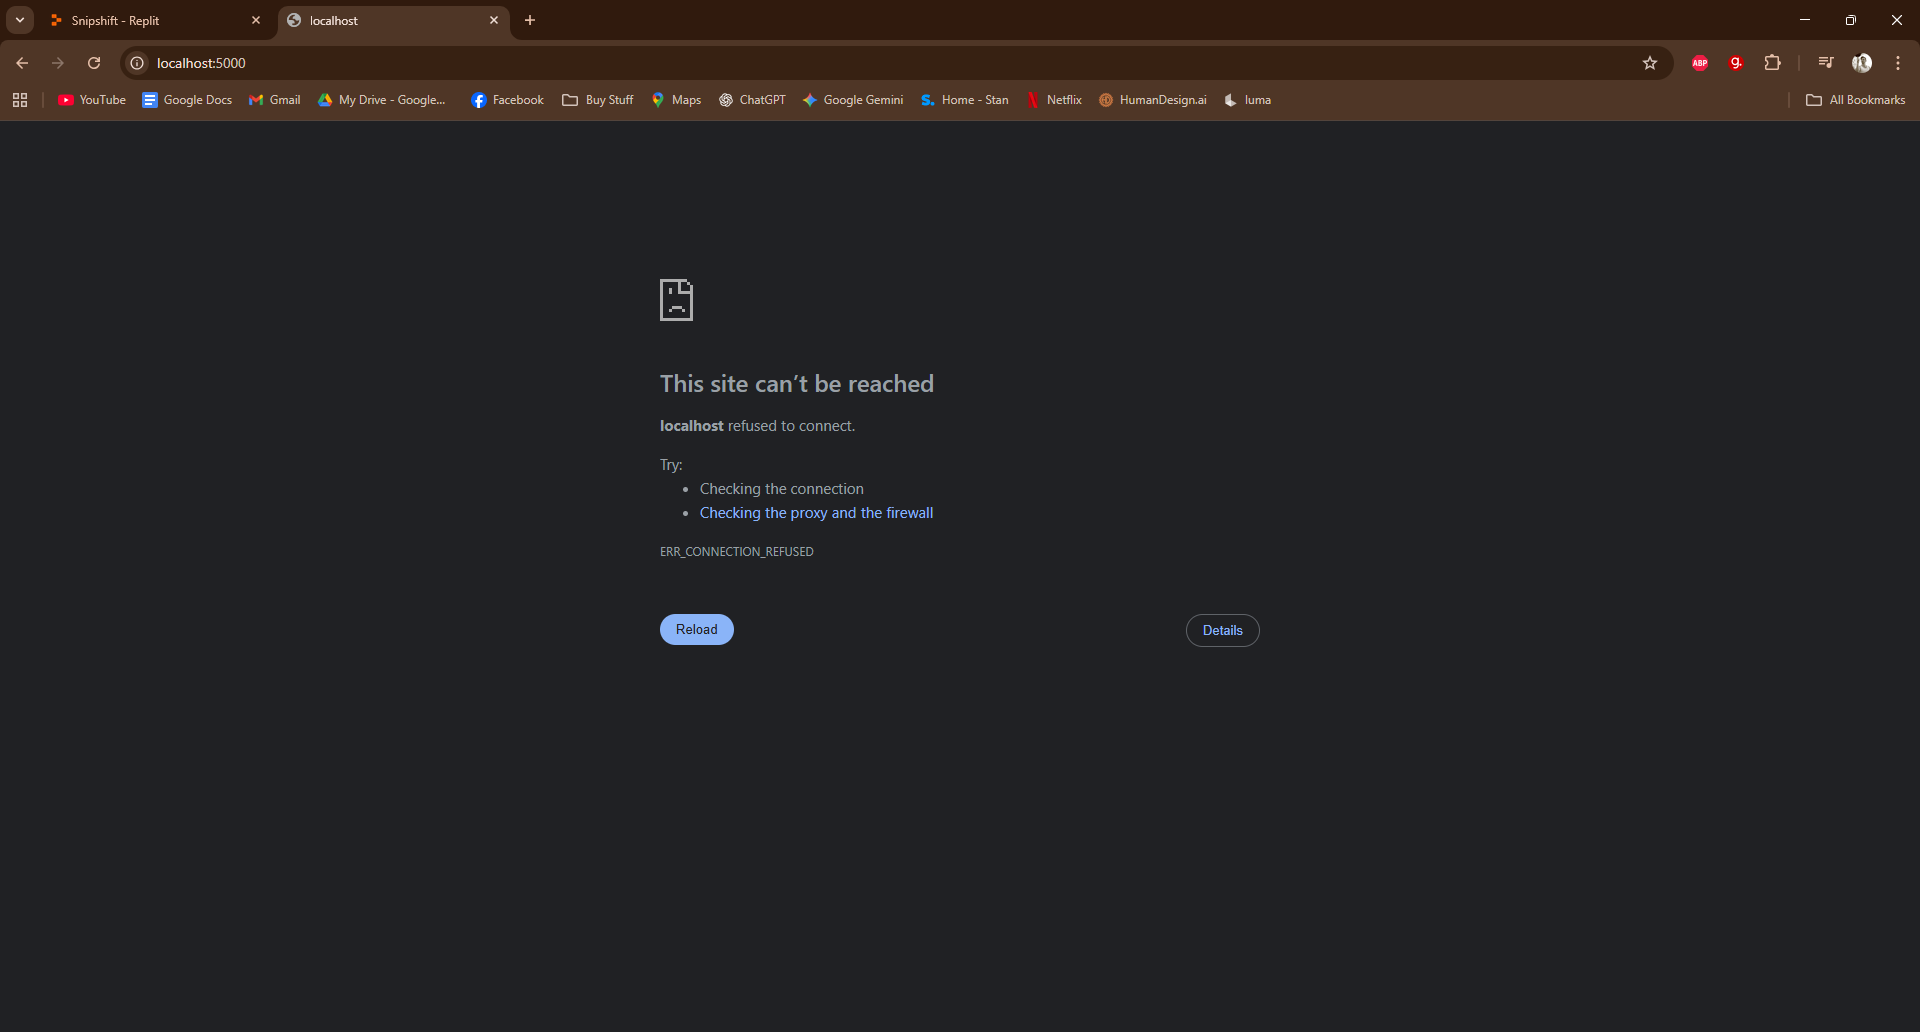 Snipshift - Replit
localhost
localhost:5000
ABP
g.
YouTube
Google Docs
Gmail
My Drive - Google...
Facebook
Buy Stuff
Maps
ChatGPT
Google Gemini
S. Home - Stan
Netflix
HumanDesign.ai
luma
All Bookmarks
This site can’t be reached
localhost refused to connect.
Try:
• Checking the connection
• Checking the proxy and the firewall
ERR_CONNECTION_REFUSED
Reload
Details